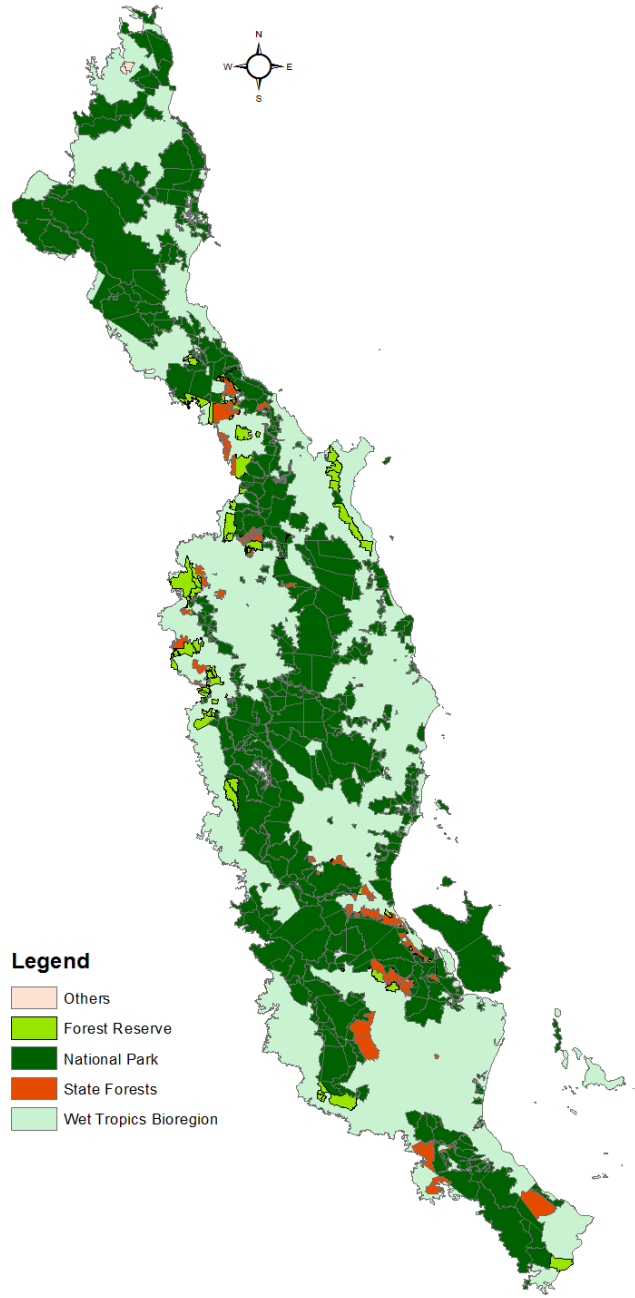 N
W E
S
Legend
Others
Forest Reserve
National Park
State Forests
Wet Tropics Bioregion